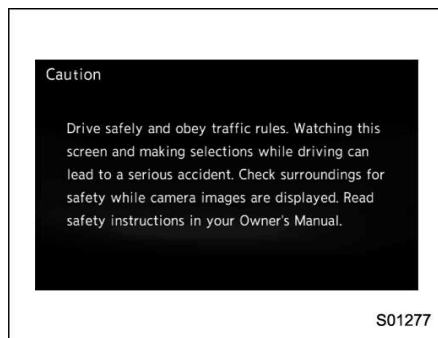 Caution
Drive safely and obey traffic rules. Watching this
screen and making selections while driving can
lead to a serious accident. Check surroundings for
safety while camera images are displayed. Read
safety instructions in your Owner's Manual.
S01277